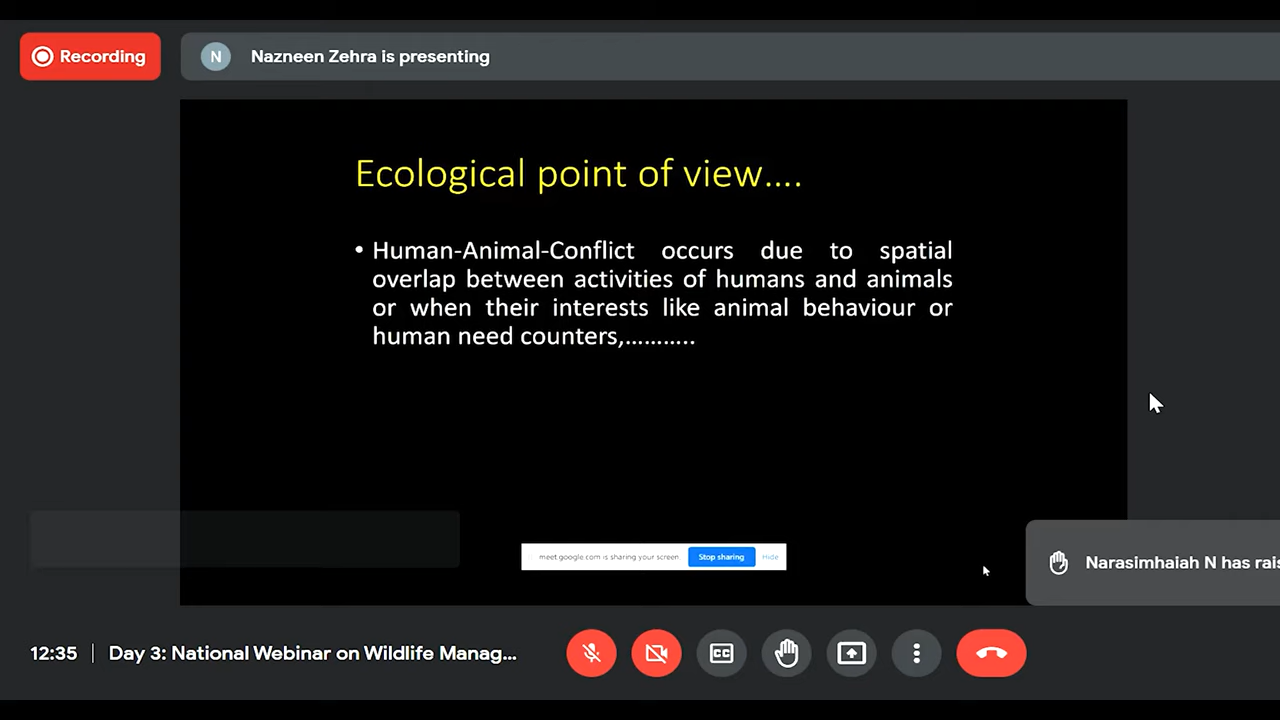 Recording
N
Nazneen Zehra is presenting
Ecological point of view....
• Human-Animal-Conflict occurs due to spatial
overlap between activities of humans and animals
or when their interests like animal behaviour or
human need counters,...........
meet.google.com is sharing your screen.
Stop sharing
Hide
Narasimhaiah N has rais
12:35 | Day 3: National Webinar on Wildlife Manag...
CC